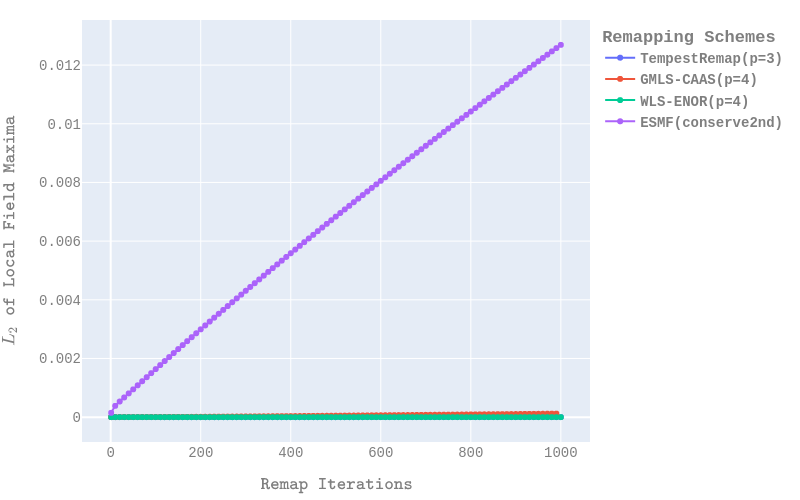 Remapping Schemes
TempestRemap(p=3)
GMLS-CAAS(p=4)
WLS-ENOR(p=4)
ESMF(conserve2nd)
L₂ of Local Field Maxima
0.012
0.01
0.008
0.006
0.004
0.002
0
0 200 400 600 800 1000
Remap Iterations